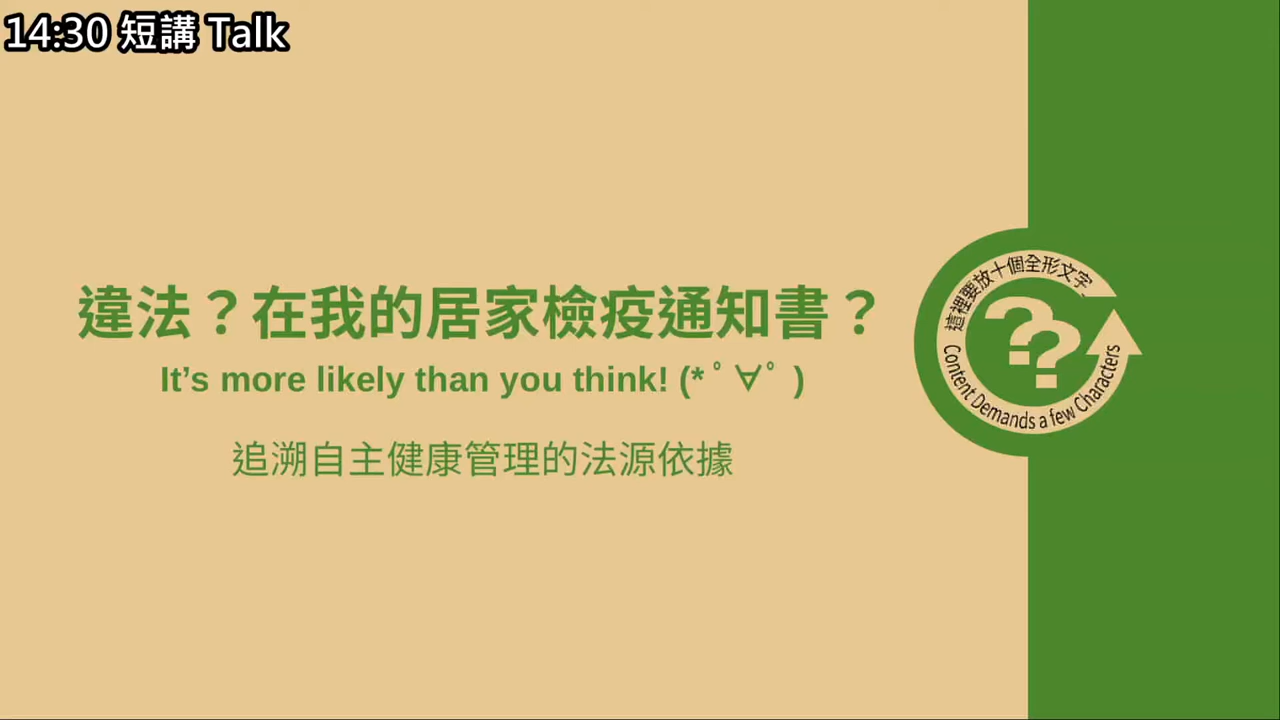 14:30 短講 Talk
違法？在我的居家檢疫通知書？
It’s more likely than you think! (*ﾟ∀ﾟ)
追溯自主健康管理的法源依據
這裡要放十個全形文字
??
Content Demands a few Characters